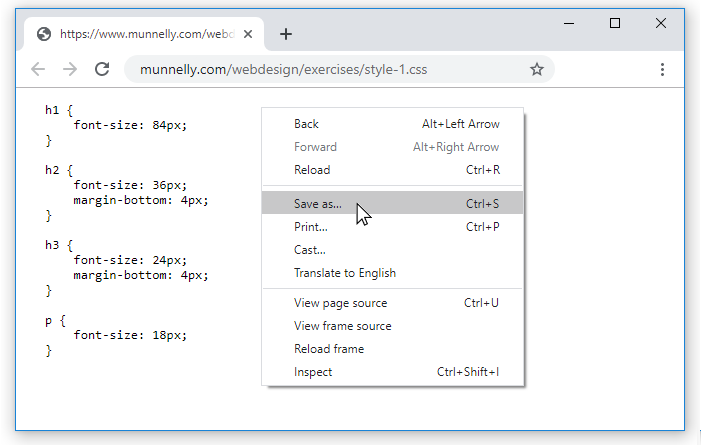 https://www.munnelly.com/webd
munnelly.com/webdesign/exercises/style-1.css
h1 {
    font-size: 84px;
}
h2 {
    font-size: 36px;
    margin-bottom: 4px;
}
h3 {
    font-size: 24px;
    margin-bottom: 4px;
}
p {
    font-size: 18px;
}
Back Alt+Left Arrow
Forward Alt+Right Arrow
Reload Ctrl+R
Save as... Ctrl+S
Print... Ctrl+P
Cast...
Translate to English
View page source Ctrl+U
View frame source
Reload frame
Inspect Ctrl+Shift+I